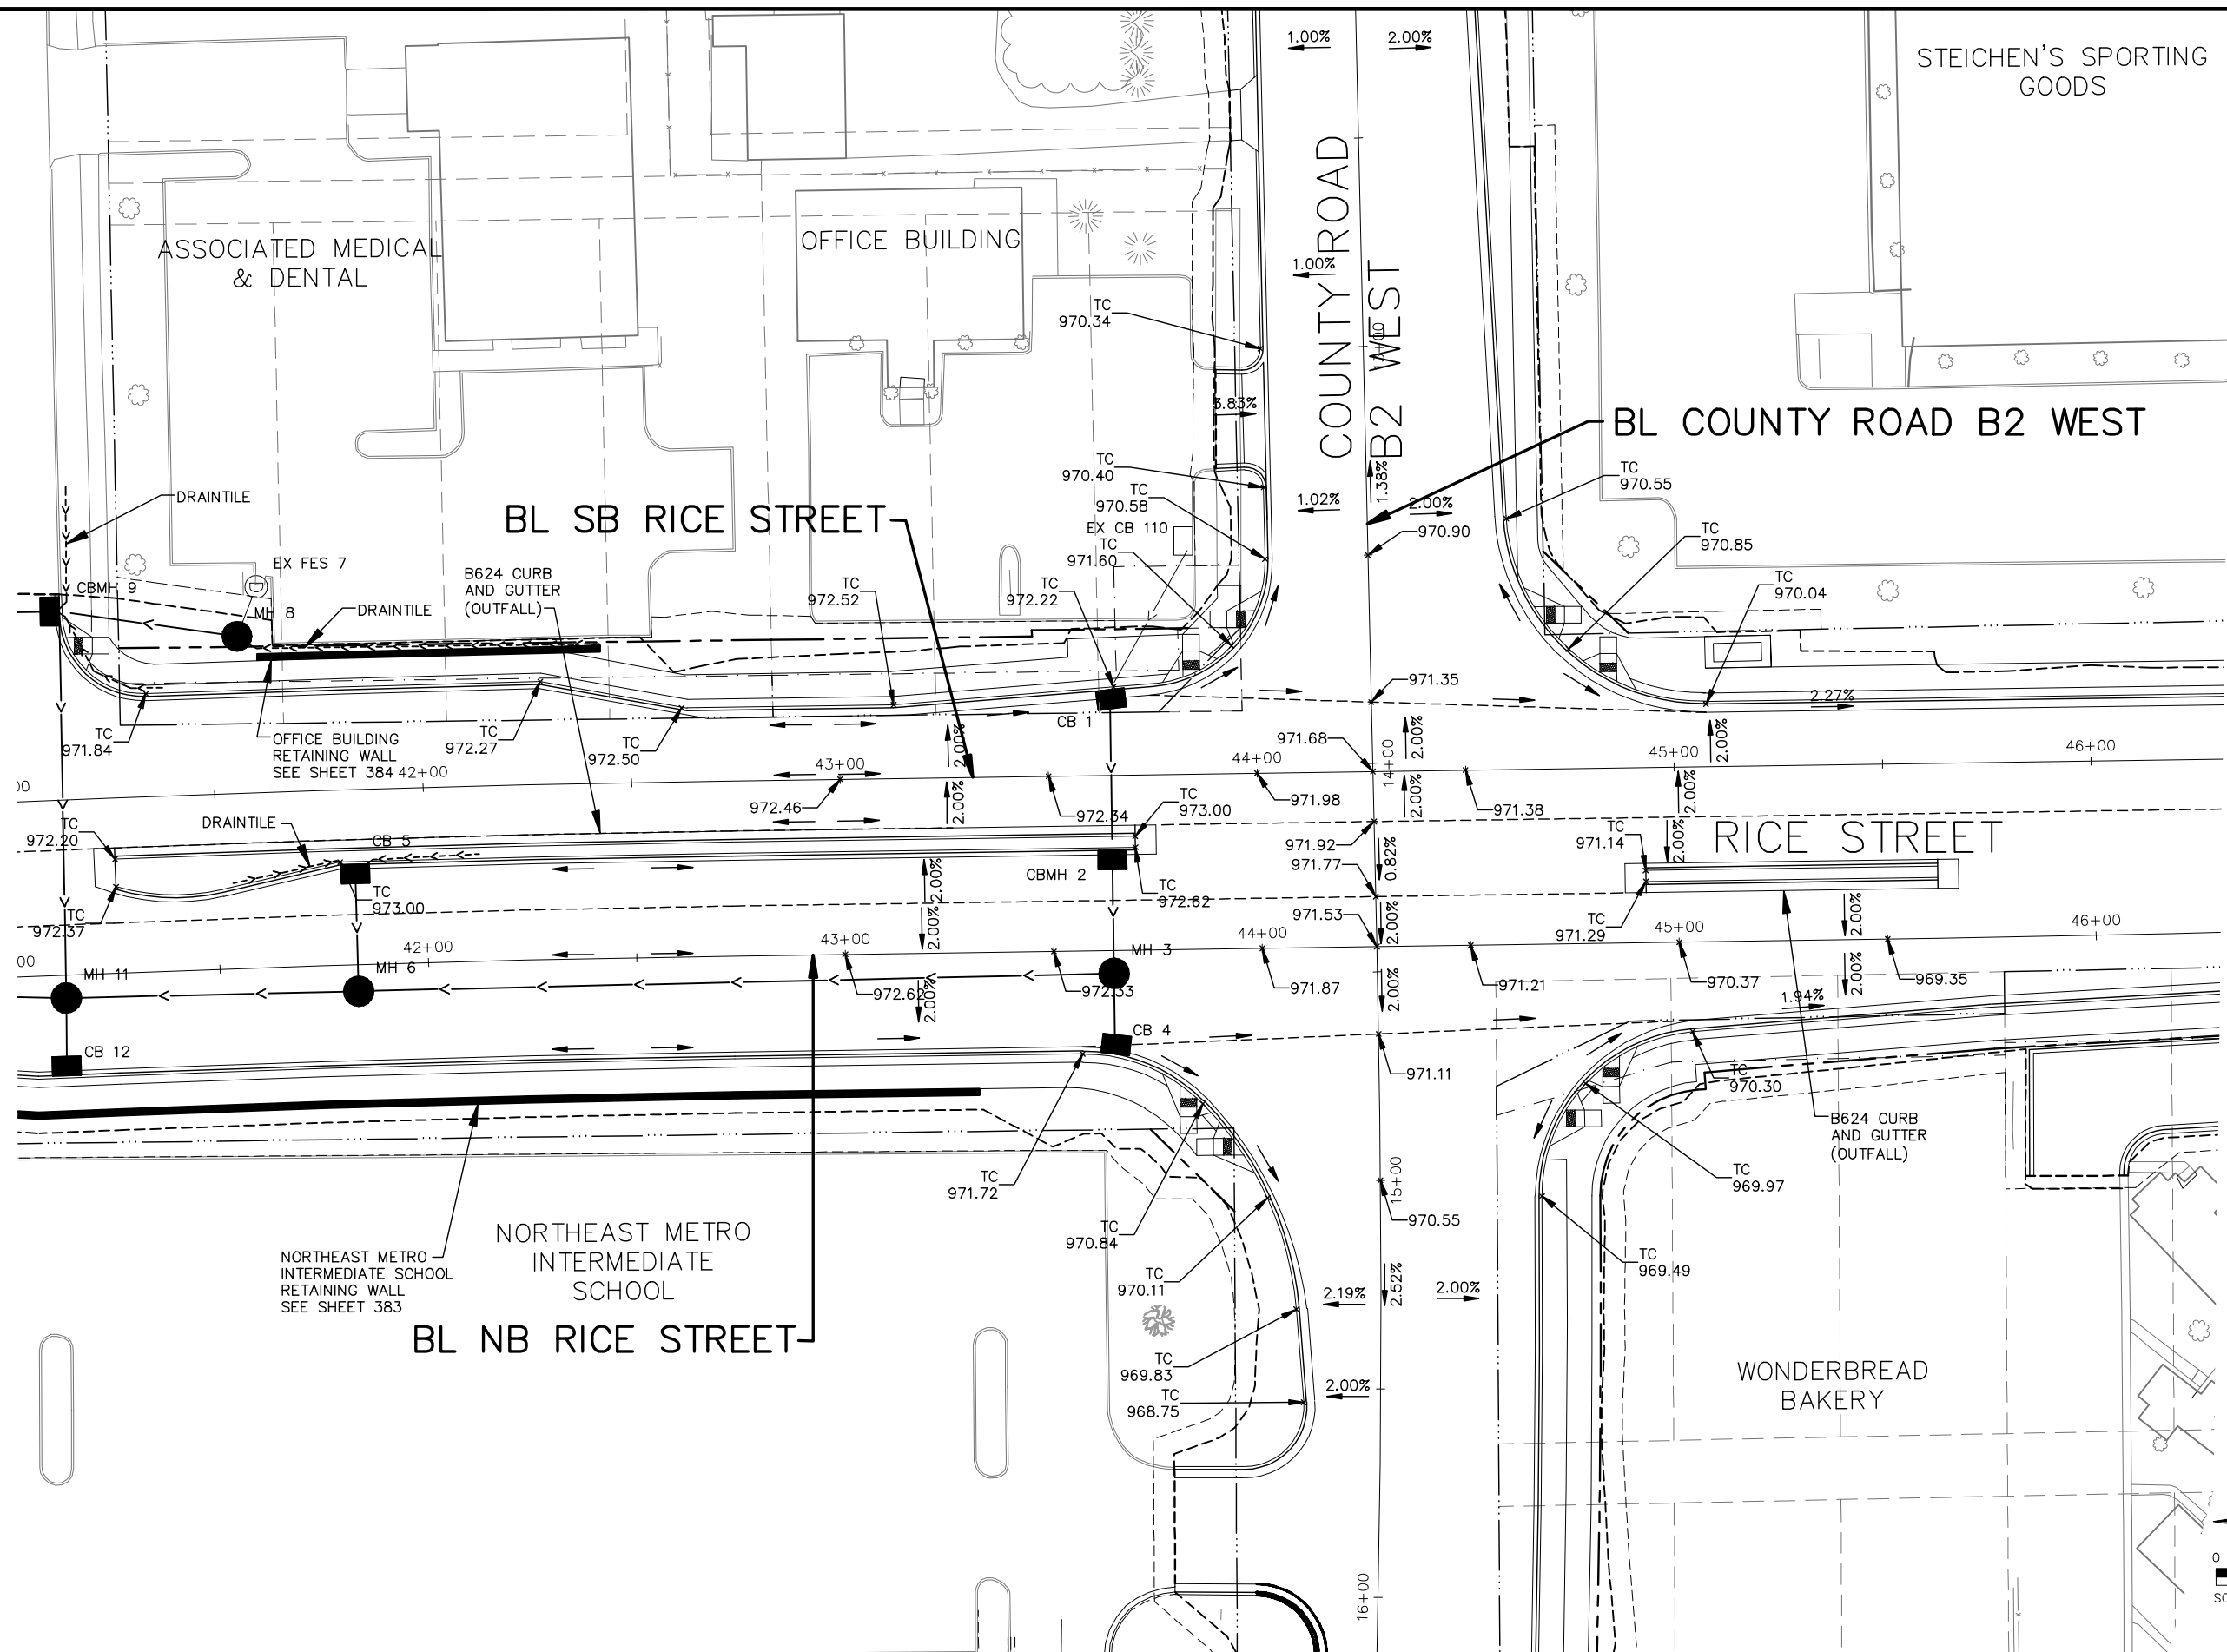 1.00%
2.00%
STEICHEN'S SPORTING
GOODS
ASSOCIATED MEDICAL
& DENTAL
OFFICE BUILDING
COUNTY ROAD
B2 WEST
1.00%
TC
970.34
3.83%
BL COUNTY ROAD B2 WEST
TC
970.40
TC
970.58
EX CB 110
TC
971.60
1.02%
1.38%
2.00%
970.90
TC
970.55
TC
970.85
TC
970.04
DRAINTILE
BL SB RICE STREET
EX FES 7
CBMH 9
MH 8
DRAINTILE
B624 CURB
AND GUTTER
(OUTFALL)
TC
972.52
TC
972.22
971.35
2.27%
TC
971.84
OFFICE BUILDING
RETAINING WALL
SEE SHEET 384
TC
972.27
TC
972.50
CB 1
2.00%
971.68
14+00
2.00%
2.00%
42+00
43+00
44+00
45+00
46+00
972.46
2.00%
972.34
971.98
2.00%
971.38
2.00%
TC
973.00
TC
972.20
DRAINTILE
CB 5
971.92
971.77
0.82%
TC
971.14
2.00%
RICE STREET
CBMH 2
TC
973.00
2.00%
TC
972.62
TC
972.37
971.53
2.00%
TC
971.29
2.00%
2.00%
00
42+00
43+00
44+00
45+00
46+00
MH 11
MH 6
MH 3
972.62
2.00%
972.33
971.87
2.00%
971.21
970.37
2.00%
969.35
1.94%
CB 12
CB 4
971.11
TC
970.30
B624 CURB
AND GUTTER
(OUTFALL)
TC
971.72
TC
970.84
15+00
970.55
TC
969.97
NORTHEAST METRO
INTERMEDIATE SCHOOL
RETAINING WALL
SEE SHEET 383
NORTHEAST METRO
INTERMEDIATE
SCHOOL
TC
970.11
TC
969.49
2.19%
2.52%
2.00%
BL NB RICE STREET
TC
969.83
TC
968.75
2.00%
WONDERBREAD
BAKERY
16+00
0